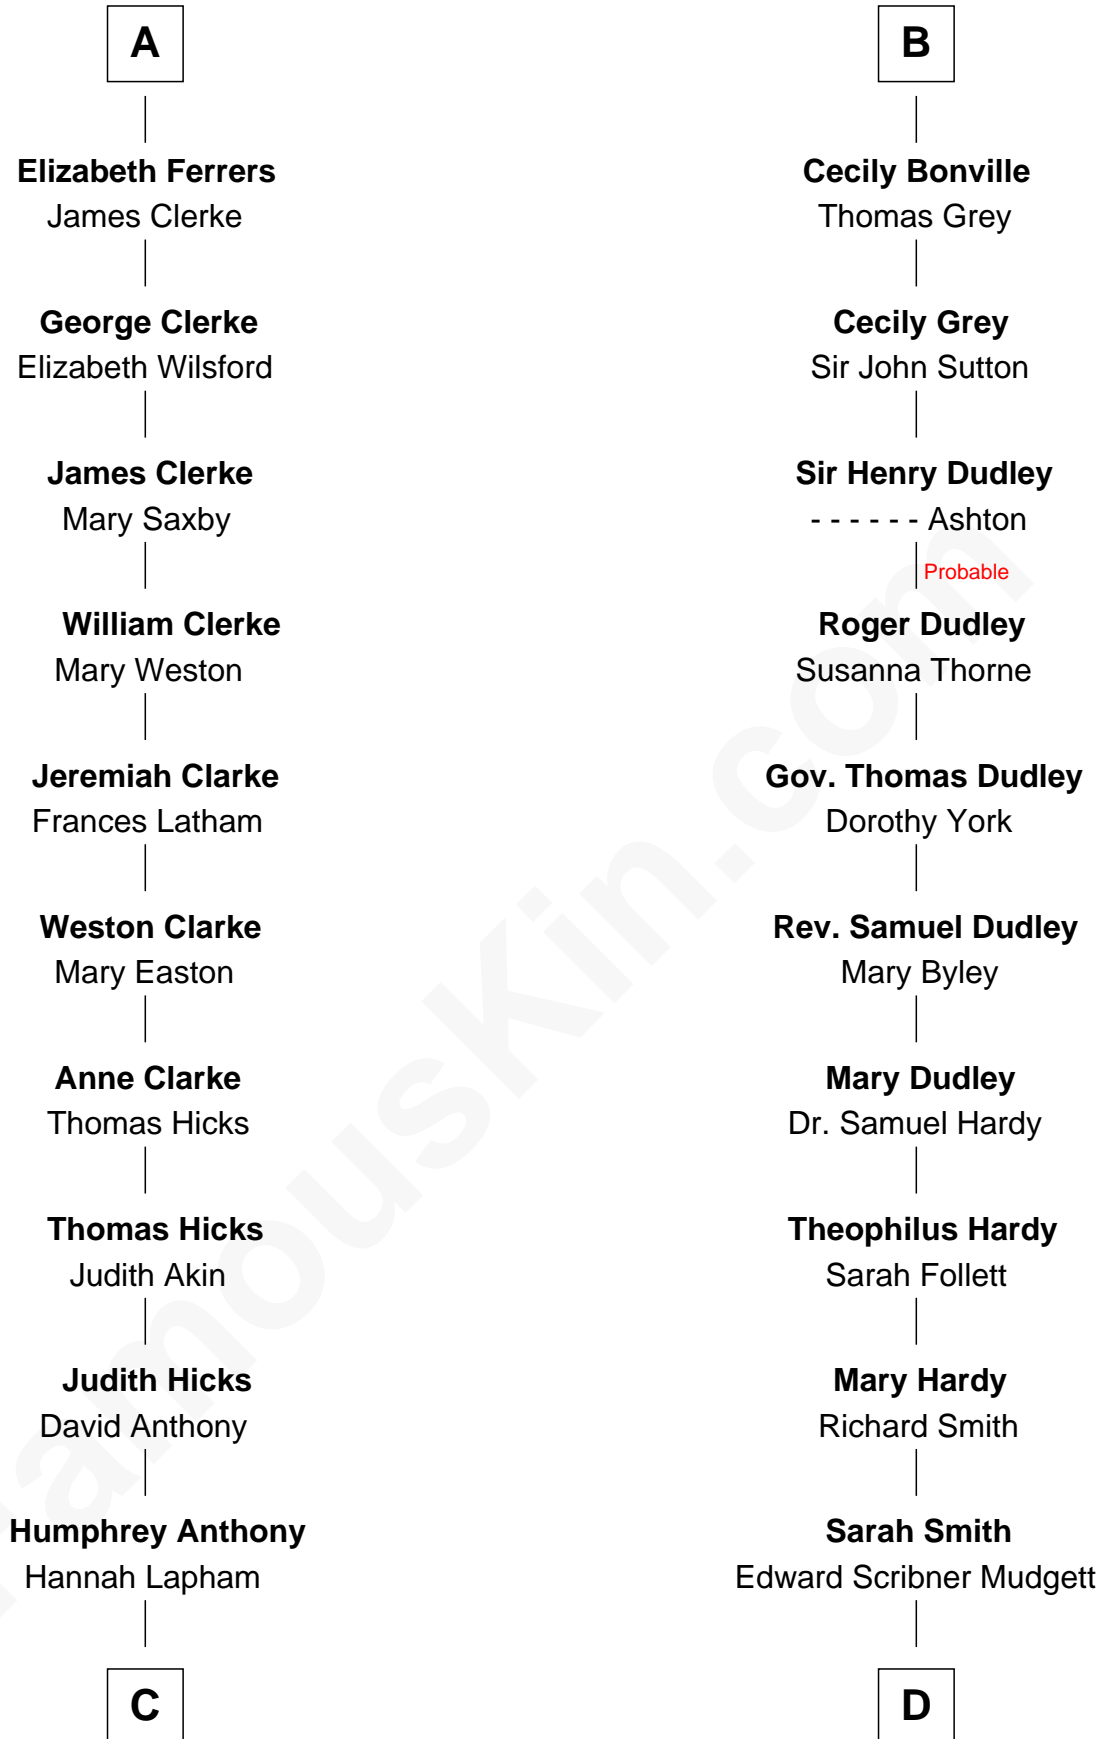 A
Elizabeth Ferrers
James Clerke
George Clerke
Elizabeth Wilsford
James Clerke
Mary Saxby
William Clerke
Mary Weston
Jeremiah Clarke
Frances Latham
Weston Clarke
Mary Easton
Anne Clarke
Thomas Hicks
Thomas Hicks
Judith Akin
Judith Hicks
David Anthony
Humphrey Anthony
Hannah Lapham
C
B
Cecily Bonville
Thomas Grey
Cecily Grey
Sir John Sutton
Sir Henry Dudley
- - - - - - Ashton
Probable
Roger Dudley
Susanna Thorne
Gov. Thomas Dudley
Dorothy York
Rev. Samuel Dudley
Mary Byley
Mary Dudley
Dr. Samuel Hardy
Theophilus Hardy
Sarah Follett
Mary Hardy
Richard Smith
Sarah Smith
Edward Scribner Mudgett
D
FamousKin.com